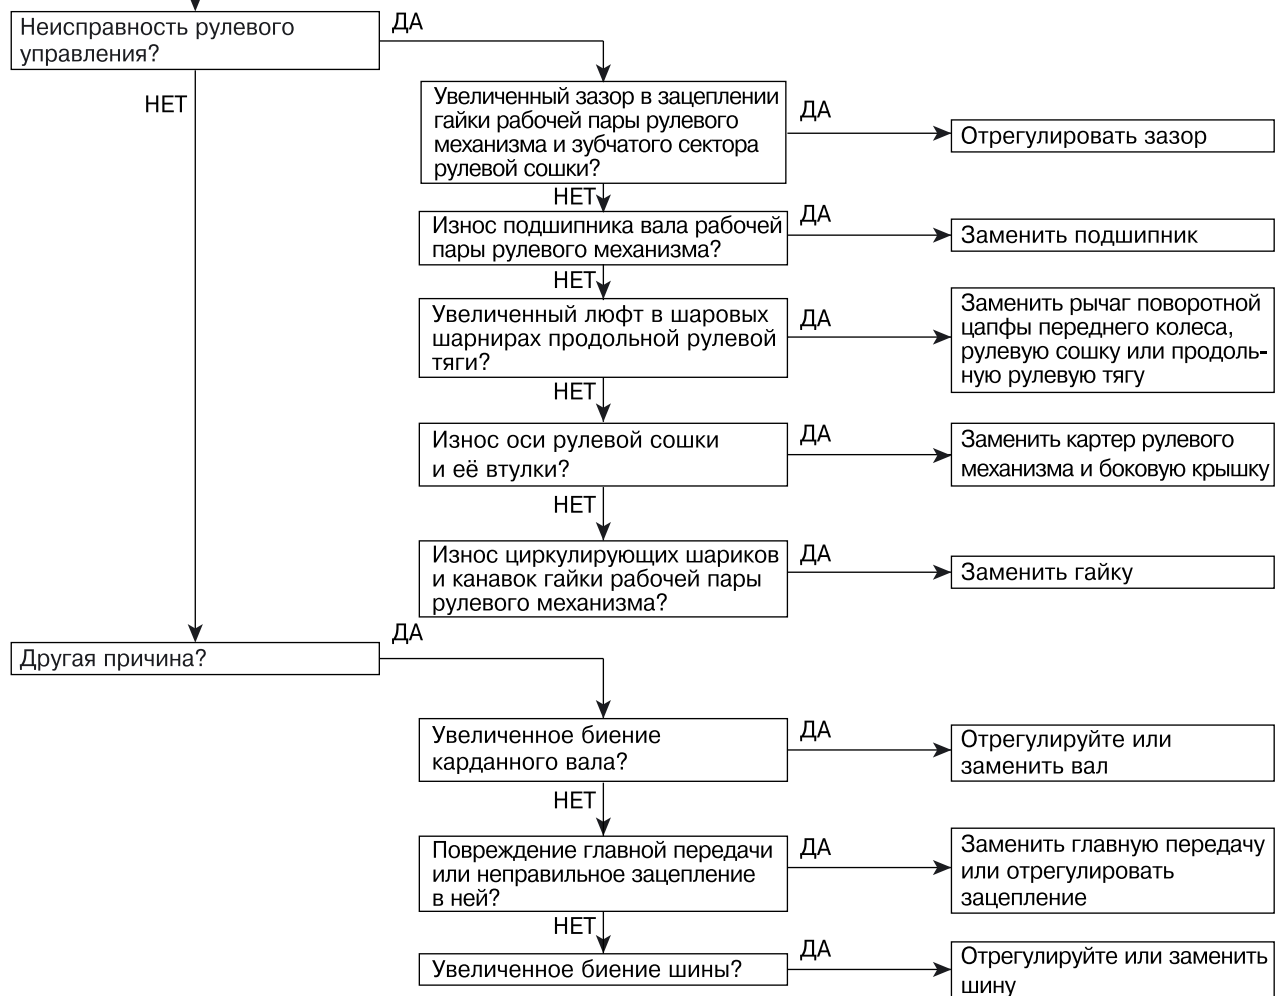 Неисправность рулевого
управления?
ДА
НЕТ
Увеличенный зазор в зацеплении
гайки рабочей пары рулевого
механизма и зубчатого сектора
рулевой сошки?
ДА
Отрегулировать зазор
НЕТ
Износ подшипника вала рабочей
пары рулевого механизма?
ДА
Заменить подшипник
НЕТ
Увеличенный люфт в шаровых
шарнирах продольной рулевой
тяги?
ДА
Заменить рычаг поворотной
цапфы переднего колеса,
рулевую сошку или продоль-
ную рулевую тягу
НЕТ
Износ оси рулевой сошки
и её втулки?
ДА
Заменить картер рулевого
механизма и боковую крышку
НЕТ
Износ циркулирующих шариков
и канавок гайки рабочей пары
рулевого механизма?
ДА
Заменить гайку
Другая причина?
ДА
Увеличенное биение
карданного вала?
ДА
Отрегулируйте или
заменить вал
НЕТ
Повреждение главной передачи
или неправильное зацепление
в ней?
ДА
Заменить главную передачу
или отрегулировать
зацепление
НЕТ
Увеличенное биение шины?
ДА
Отрегулируйте или заменить
шину